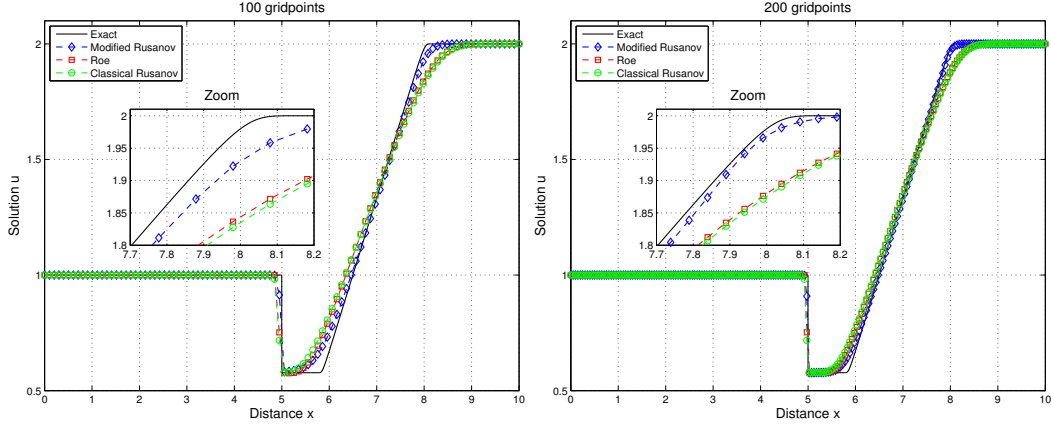 100 gridpoints
Exact
Modified Rusanov
Roe
Classical Rusanov
Zoom
2
1.95
1.9
1.85
1.8
7.7 7.8 7.9 8 8.1 8.2
2
1.5
1
0.5
Solution u
0 1 2 3 4 5 6 7 8 9 10
Distance x
200 gridpoints
Exact
Modified Rusanov
Roe
Classical Rusanov
Zoom
2
1.95
1.9
1.85
1.8
7.7 7.8 7.9 8 8.1 8.2
2
1.5
1
0.5
Solution u
0 1 2 3 4 5 6 7 8 9 10
Distance x